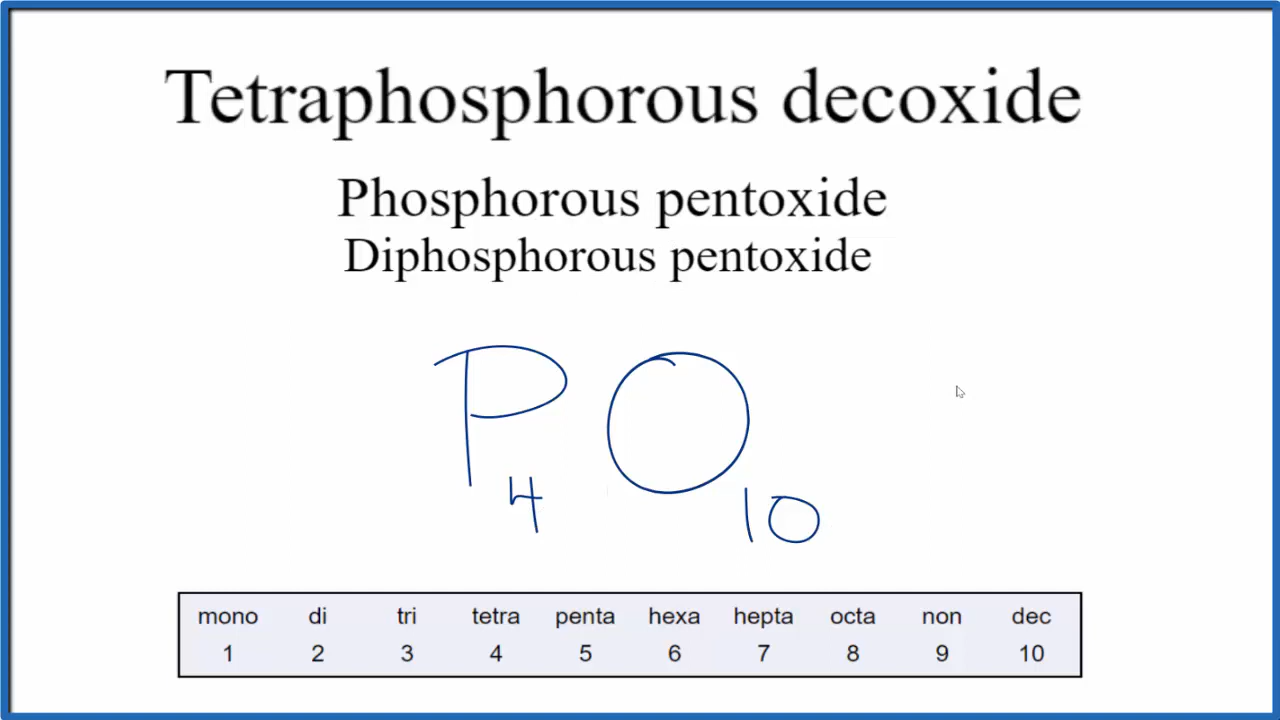 Tetraphosphorous decoxide
Phosphorous pentoxide
Diphosphorous pentoxide
P4O10
mono di tri tetra penta hexa hepta octa non dec
1 2 3 4 5 6 7 8 9 10